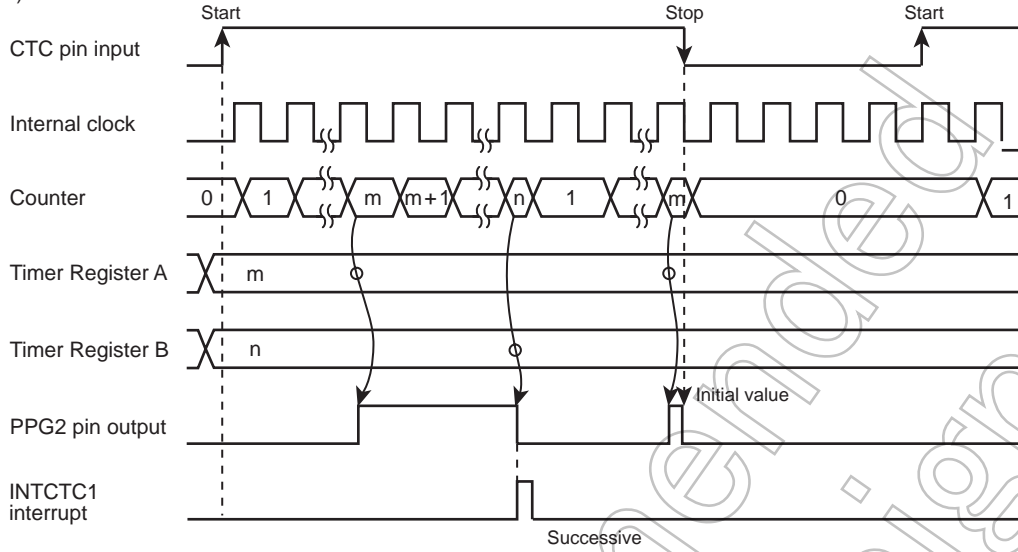 )
Start Stop Start
CTC pin input
Internal clock
Counter 0 1 m m+1 n 1 m 0 1
Timer Register A m
Timer Register B n
Initial value
PPG2 pin output
INTCTC1
interrupt
Successive